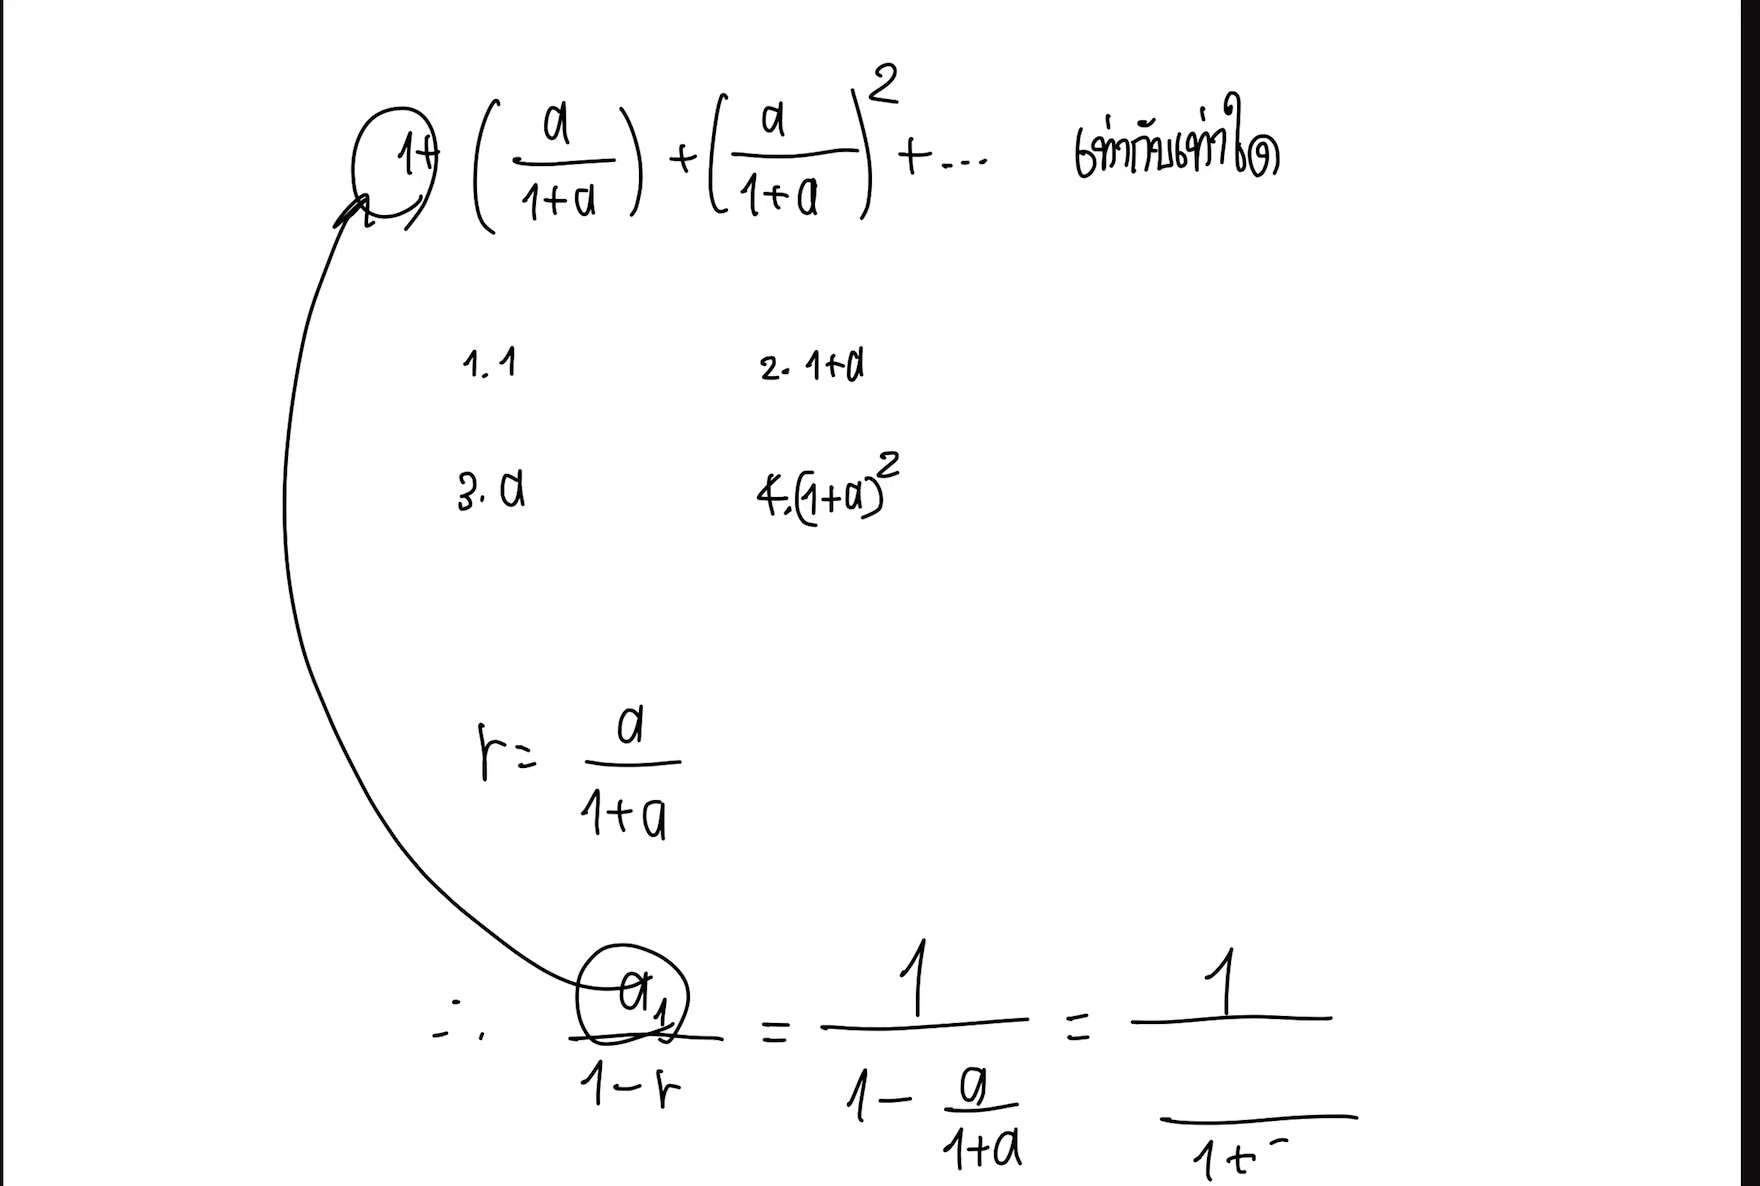 1+ (a/(1+a)) + (a/(1+a))² + ... เท่ากับเท่าใด
1. 1 2. 1+a
3. a 4. (1+a)²
r = a/(1+a)
∴ a₁/(1-r) = 1/(1 - a/(1+a)) = 1/( /1+